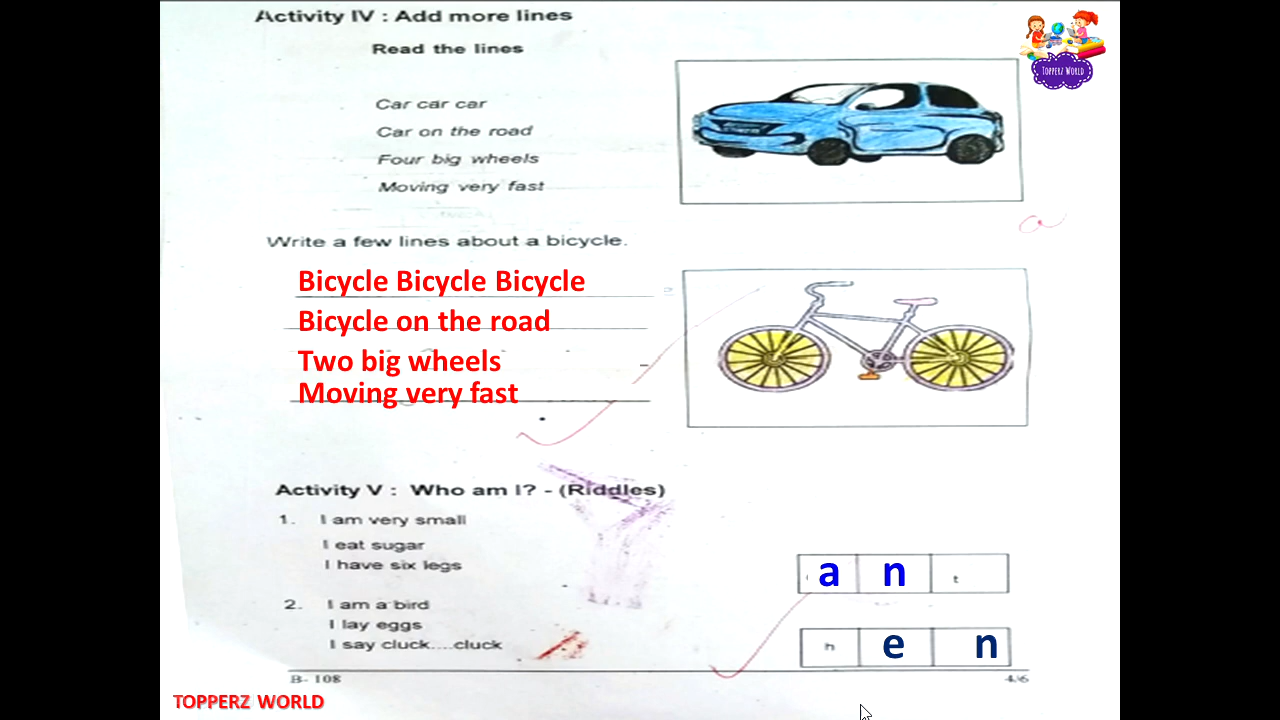 Activity IV : Add more lines
TOPPERZ WORLD
Read the lines
Car car car
Car on the road
Four big wheels
Moving very fast
Write a few lines about a bicycle.
Bicycle Bicycle Bicycle
Bicycle on the road
Two big wheels
Moving very fast
Activity V : Who am I? - (Riddles)
1. I am very small
I eat sugar
I have six legs
a n t
2. I am a bird
I lay eggs
I say cluck....cluck
h e n
B- 108 4/6
TOPPERZ WORLD